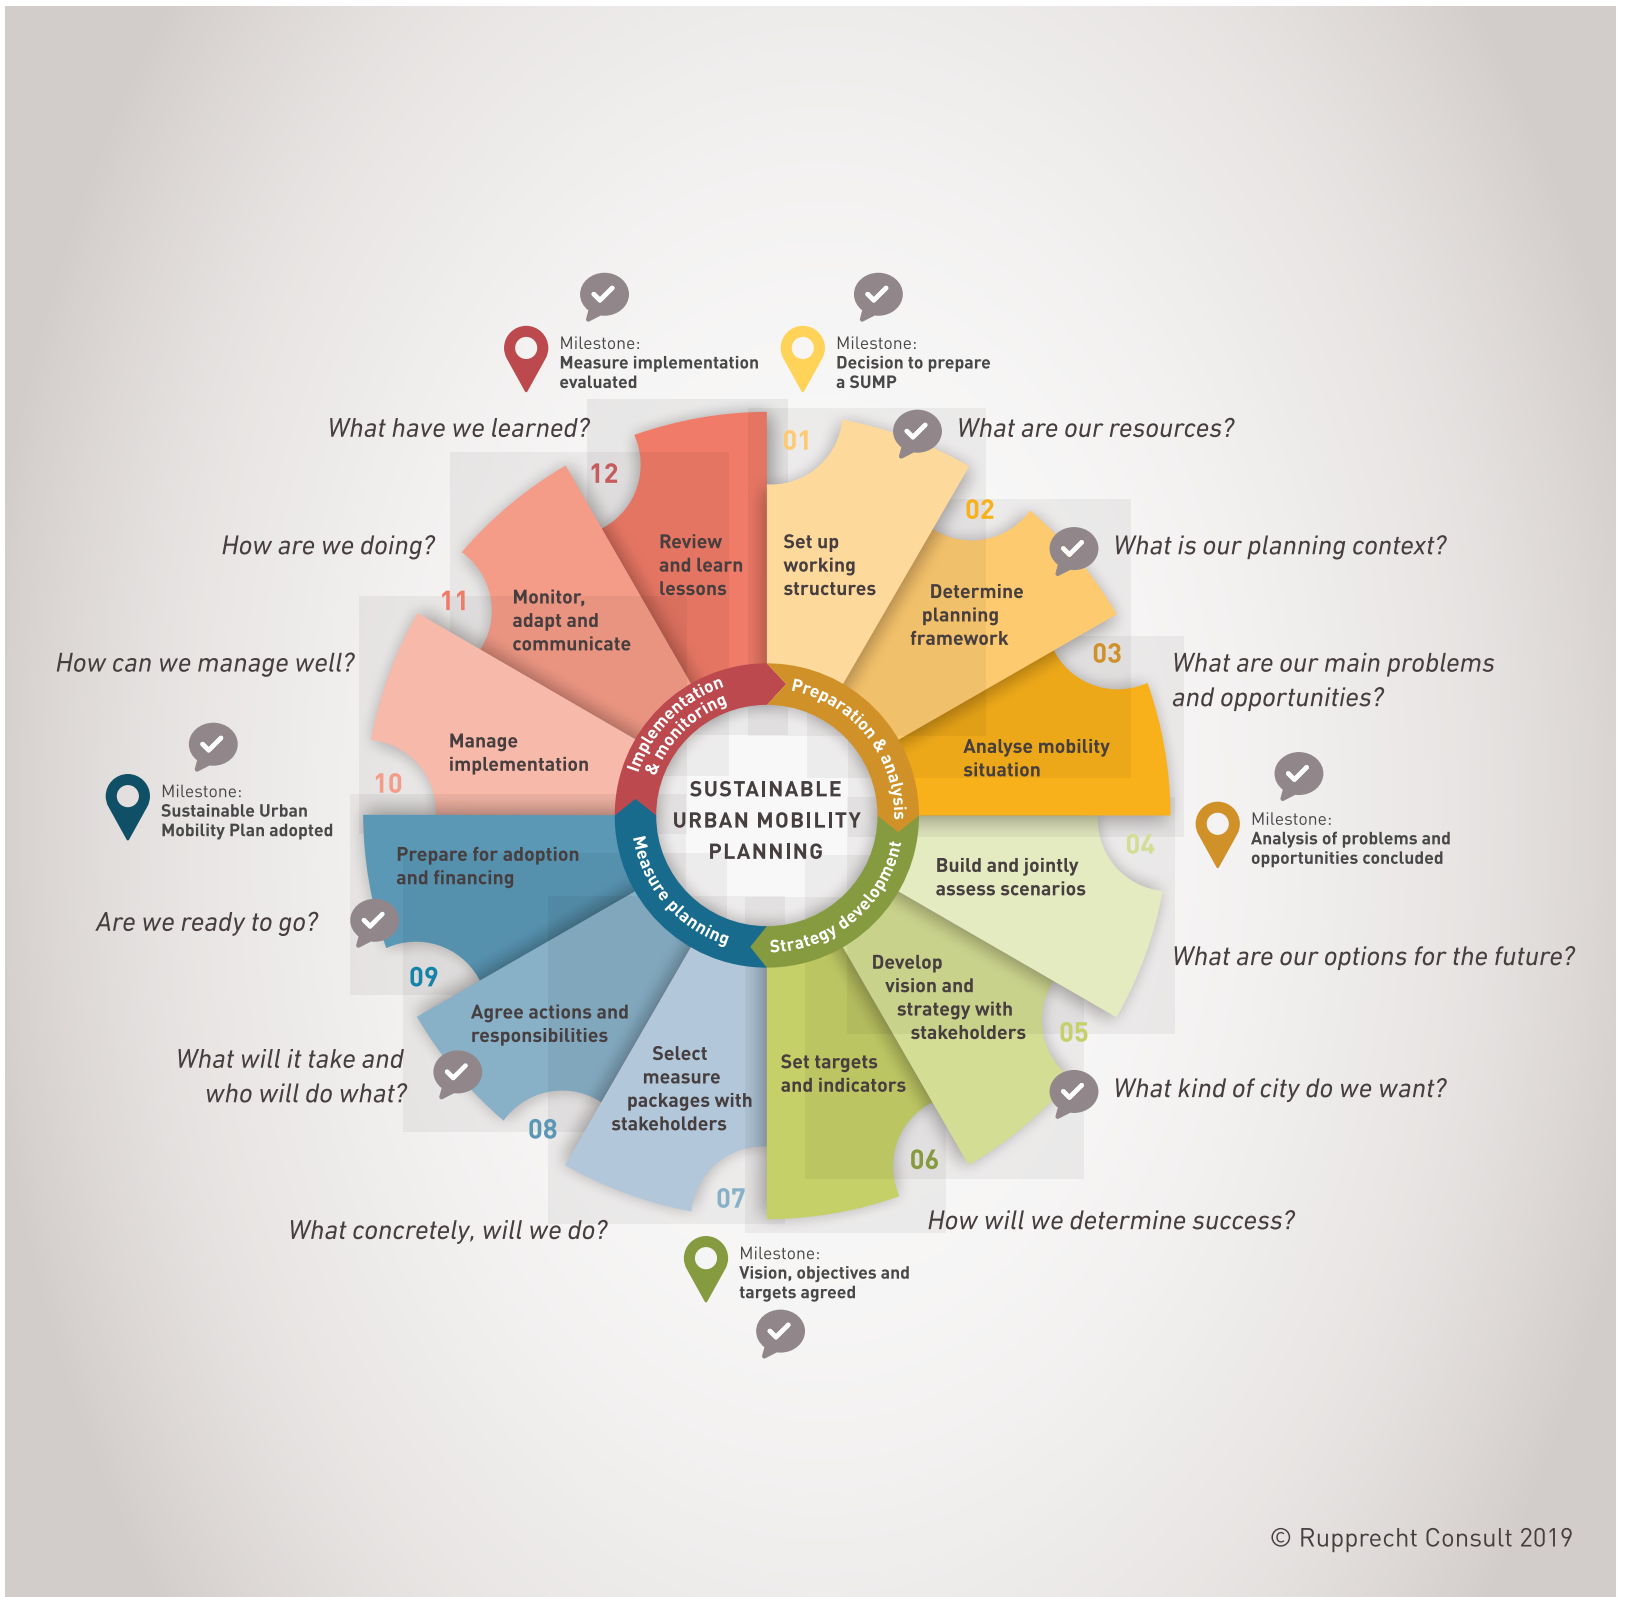 Milestone:
Measure implementation
evaluated
Milestone:
Decision to prepare
a SUMP
What have we learned?
What are our resources?
How are we doing?
What is our planning context?
How can we manage well?
What are our main problems
and opportunities?
Milestone:
Sustainable Urban
Mobility Plan adopted
Milestone:
Analysis of problems and
opportunities concluded
Are we ready to go?
What are our options for the future?
What will it take and
who will do what?
What kind of city do we want?
What concretely, will we do?
How will we determine success?
Milestone:
Vision, objectives and
targets agreed
01
Set up
working
structures
02
Determine
planning
framework
03
Analyse mobility
situation
04
Build and jointly
assess scenarios
05
Develop
vision and
strategy with
stakeholders
06
Set targets
and indicators
07
Select
measure
packages with
stakeholders
08
Agree actions and
responsibilities
09
Prepare for adoption
and financing
10
Manage
implementation
11
Monitor,
adapt and
communicate
12
Review
and learn
lessons
Preparation & analysis
Strategy development
Measure planning
Implementation
& monitoring
SUSTAINABLE
URBAN MOBILITY
PLANNING
© Rupprecht Consult 2019